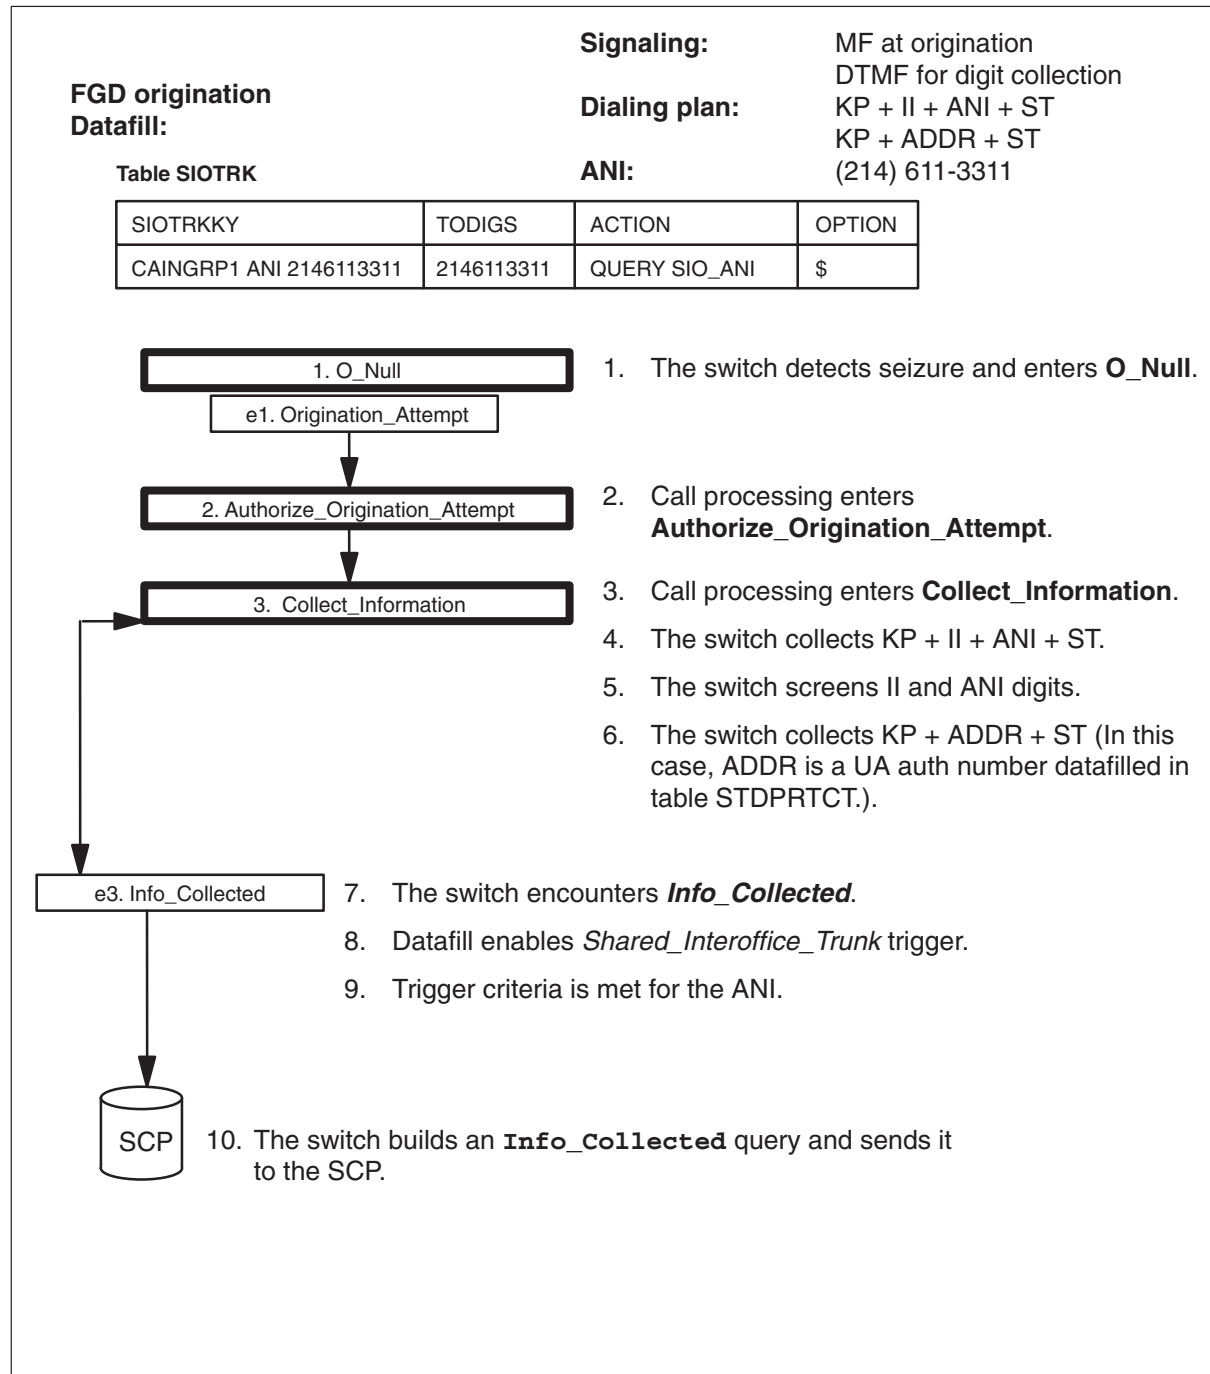 Signaling: MF at origination
DTMF for digit collection
FGD origination
Datafill:
Dialing plan: KP + II + ANI + ST
KP + ADDR + ST
Table SIOTRK
ANI: (214) 611-3311
SIOTRKKY TODIGS ACTION OPTION
CAINGRP1 ANI 2146113311 2146113311 QUERY SIO_ANI $
1. O_Null
1. The switch detects seizure and enters O_Null.
e1. Origination_Attempt
2. Authorize_Origination_Attempt
2. Call processing enters
Authorize_Origination_Attempt.
3. Collect_Information
3. Call processing enters Collect_Information.
4. The switch collects KP + II + ANI + ST.
5. The switch screens II and ANI digits.
6. The switch collects KP + ADDR + ST (In this
case, ADDR is a UA auth number datafilled in
table STDPRTCT.).
e3. Info_Collected
7. The switch encounters Info_Collected.
8. Datafill enables Shared_Interoffice_Trunk trigger.
9. Trigger criteria is met for the ANI.
SCP
10. The switch builds an Info_Collected query and sends it
to the SCP.